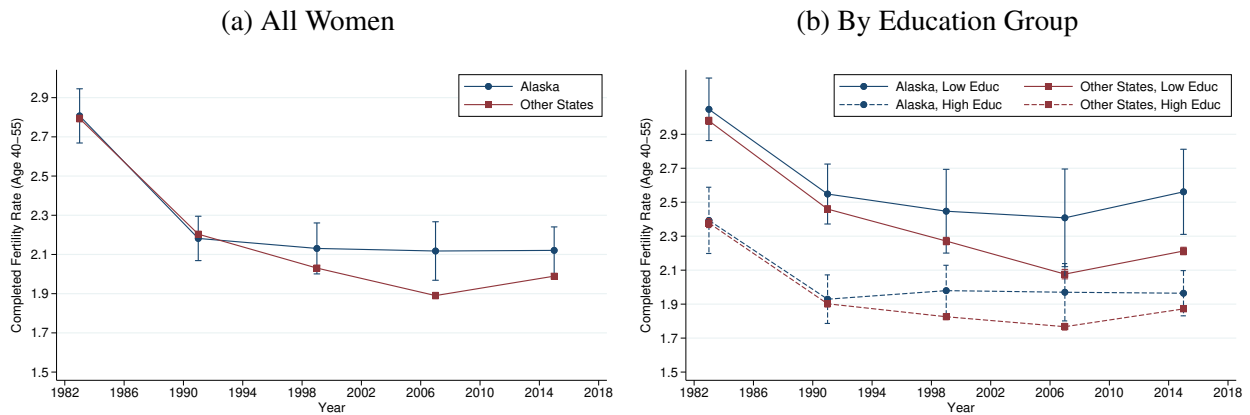 (a) All Women
Alaska
Other States
Completed Fertility Rate (Age 40–55)
2.9
2.7
2.5
2.3
2.1
1.9
1.7
1.5
1982 1986 1990 1994 1998 2002 2006 2010 2014 2018
Year
(b) By Education Group
Alaska, Low Educ Other States, Low Educ
Alaska, High Educ Other States, High Educ
Completed Fertility Rate (Age 40–55)
2.9
2.7
2.5
2.3
2.1
1.9
1.7
1.5
1982 1986 1990 1994 1998 2002 2006 2010 2014 2018
Year